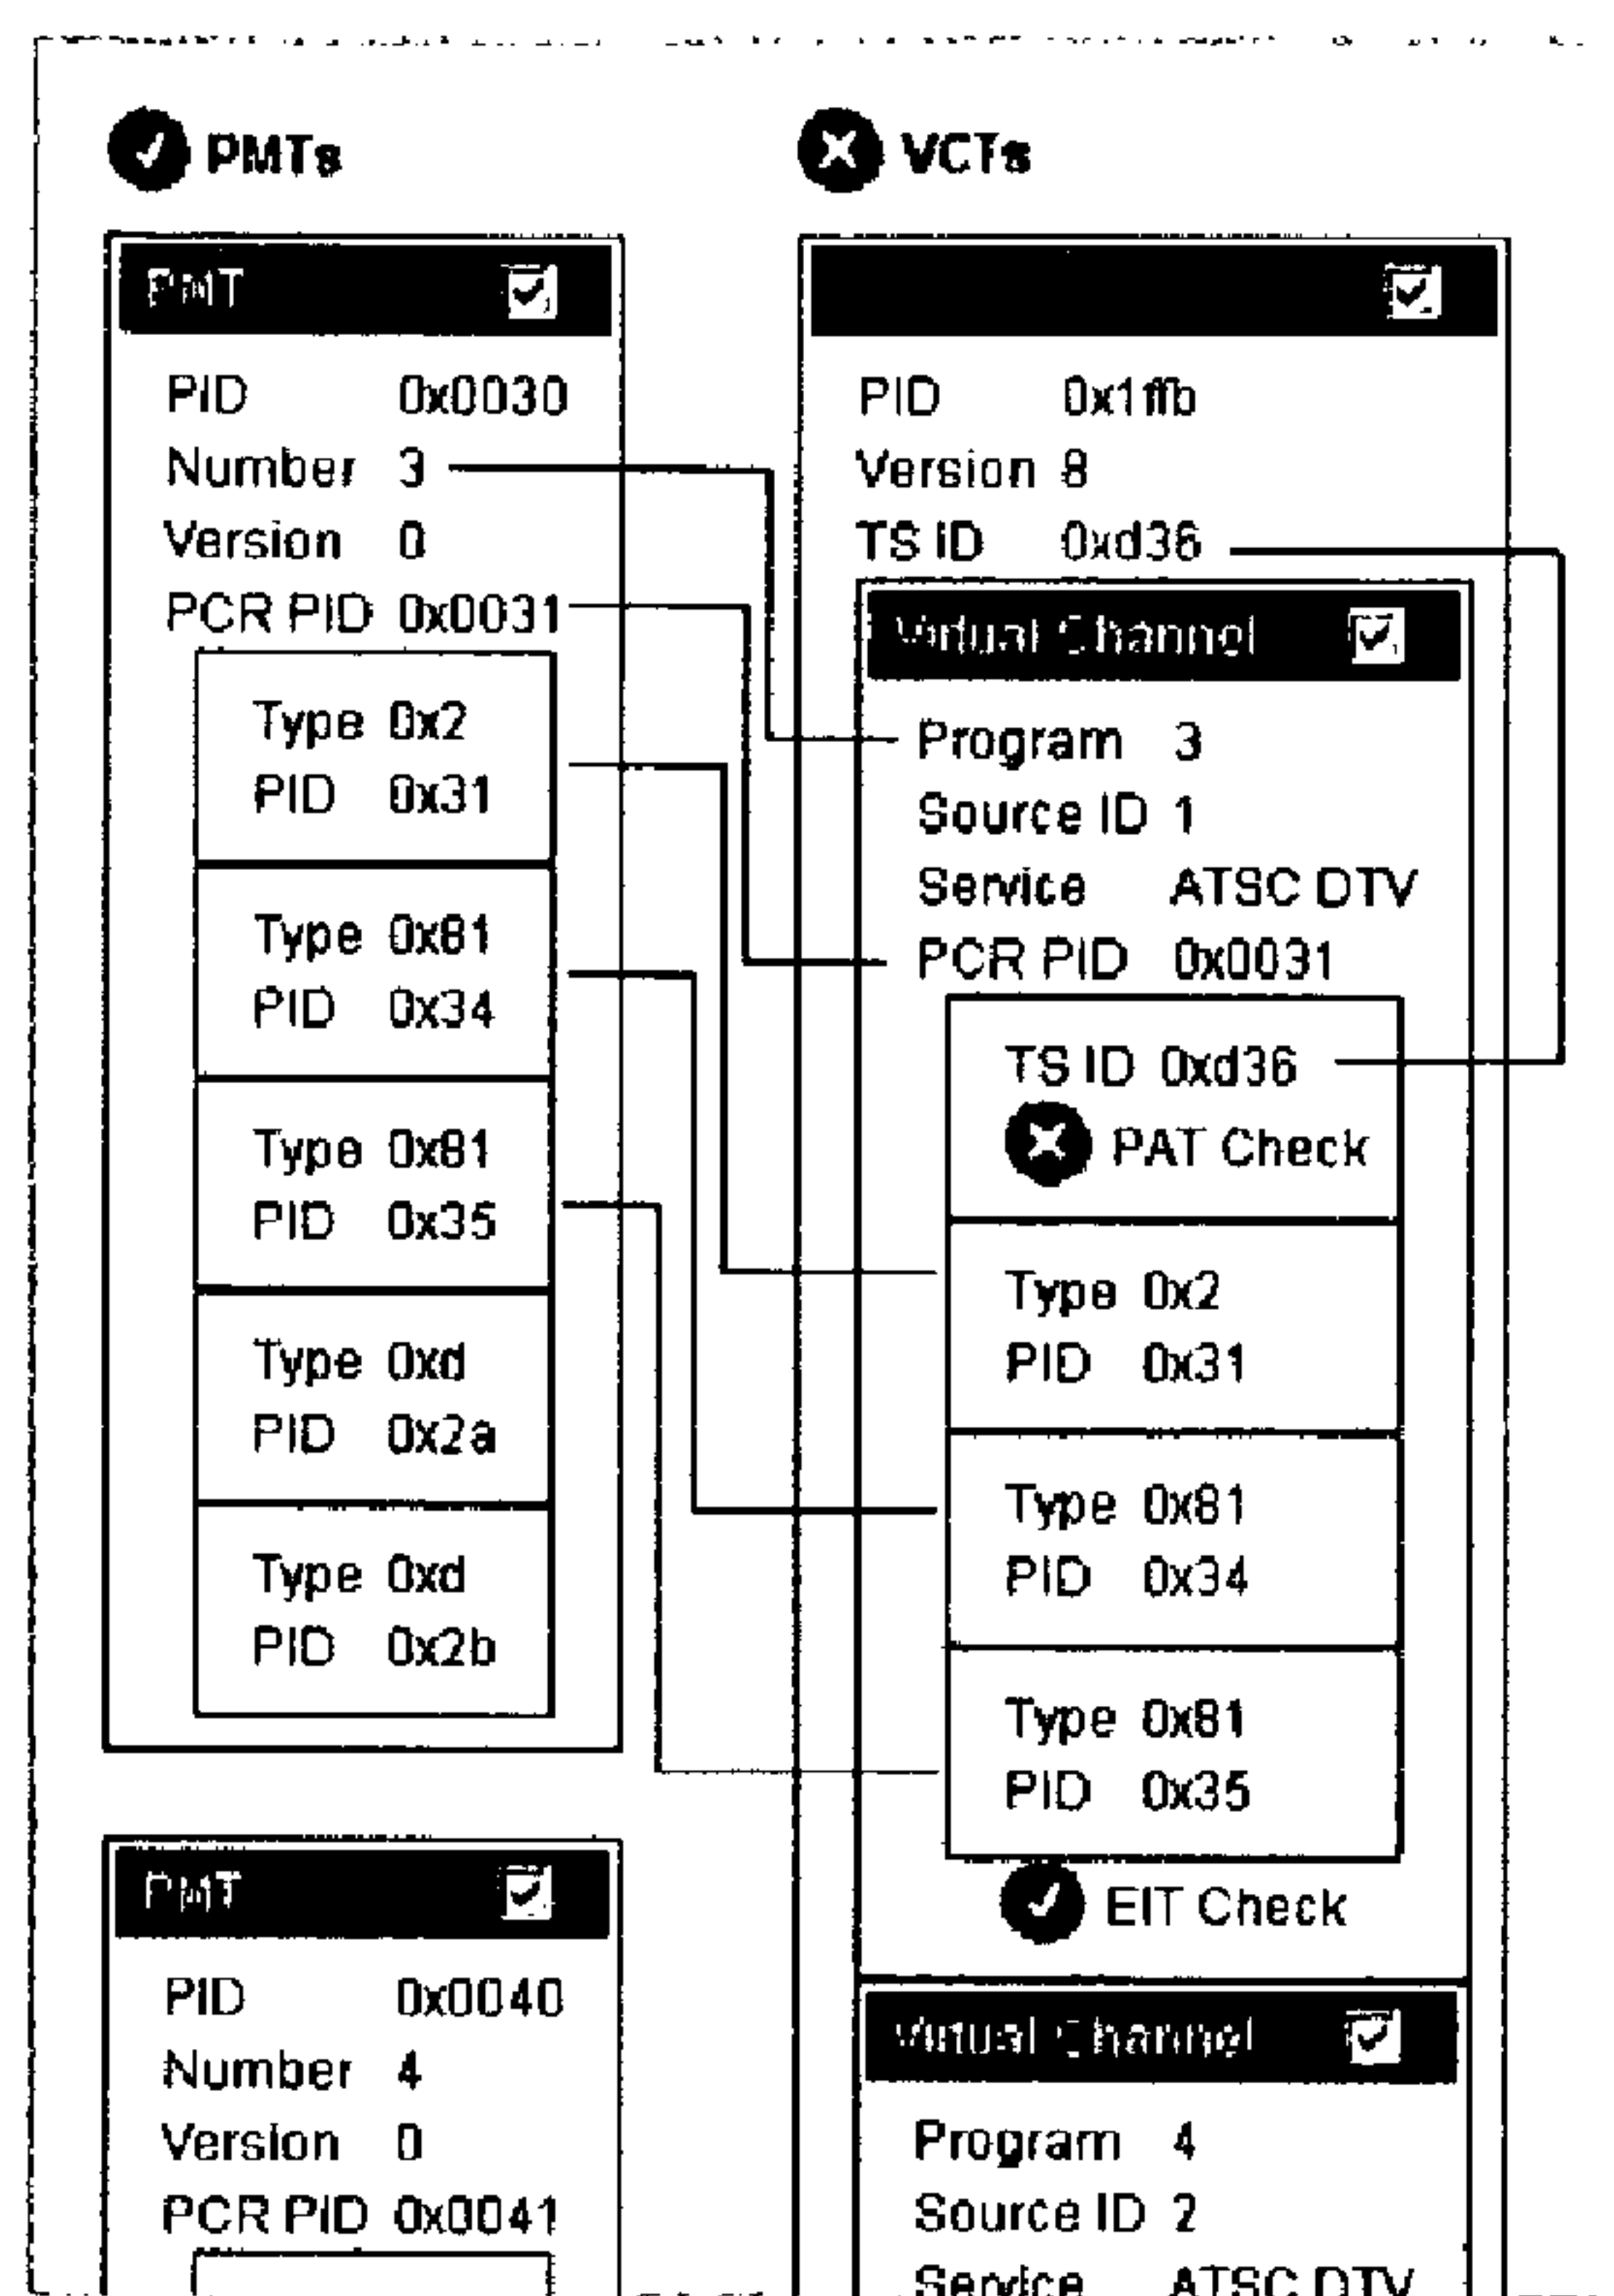 PMTs
PMT
PID 0x0030
Number 3
Version 0
PCR PID 0x0031
Type 0x2
PID 0x31
Type 0x81
PID 0x34
Type 0x81
PID 0x35
Type 0xd
PID 0x2a
Type 0xd
PID 0x2b
PMT
PID 0x0040
Number 4
Version 0
PCR PID 0x0041
VCTs
PID 0x1ffb
Version 8
TS ID 0xd36
Virtual Channel
Program 3
Source ID 1
Service ATSC DTV
PCR PID 0x0031
TS ID 0xd36
PAT Check
Type 0x2
PID 0x31
Type 0x81
PID 0x34
Type 0x81
PID 0x35
EIT Check
Virtual Channel
Program 4
Source ID 2
Service ATSC DTV